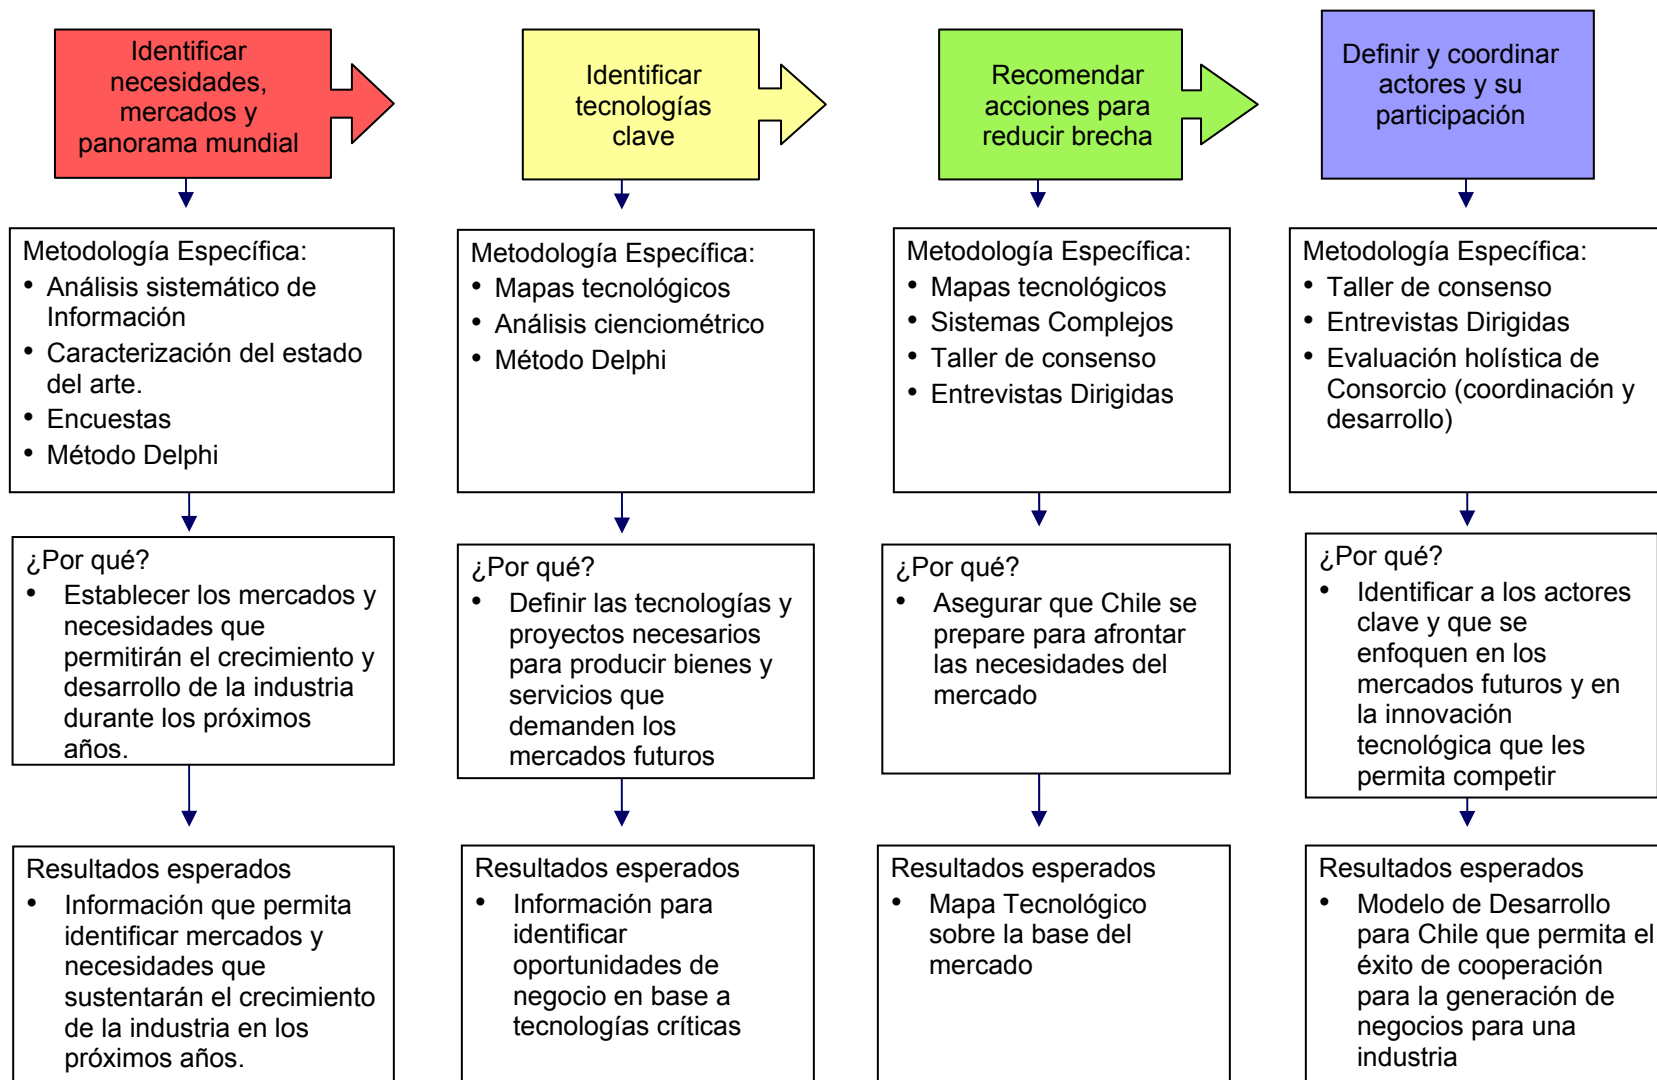 Identificar
necesidades,
mercados y
panorama mundial
Identificar
tecnologías
clave
Recomendar
acciones para
reducir brecha
Definir y coordinar
actores y su
participación
Metodología Específica:
• Análisis sistemático de
Información
• Caracterización del estado
del arte.
• Encuestas
• Método Delphi
Metodología Específica:
• Mapas tecnológicos
• Análisis cienciométrico
• Método Delphi
Metodología Específica:
• Mapas tecnológicos
• Sistemas Complejos
• Taller de consenso
• Entrevistas Dirigidas
Metodología Específica:
• Taller de consenso
• Entrevistas Dirigidas
• Evaluación holística de
Consorcio (coordinación y
desarrollo)
¿Por qué?
• Establecer los mercados y
necesidades que
permitirán el crecimiento y
desarrollo de la industria
durante los próximos
años.
¿Por qué?
• Definir las tecnologías y
proyectos necesarios
para producir bienes y
servicios que
demanden los
mercados futuros
¿Por qué?
• Asegurar que Chile se
prepare para afrontar
las necesidades del
mercado
¿Por qué?
• Identificar a los actores
clave y que se
enfoquen en los
mercados futuros y en
la innovación
tecnológica que les
permita competir
Resultados esperados
• Información que permita
identificar mercados y
necesidades que
sustentarán el crecimiento
de la industria en los
próximos años.
Resultados esperados
• Información para
identificar
oportunidades de
negocio en base a
tecnologías críticas
Resultados esperados
• Mapa Tecnológico
sobre la base del
mercado
Resultados esperados
• Modelo de Desarrollo
para Chile que permita el
éxito de cooperación
para la generación de
negocios para una
industria